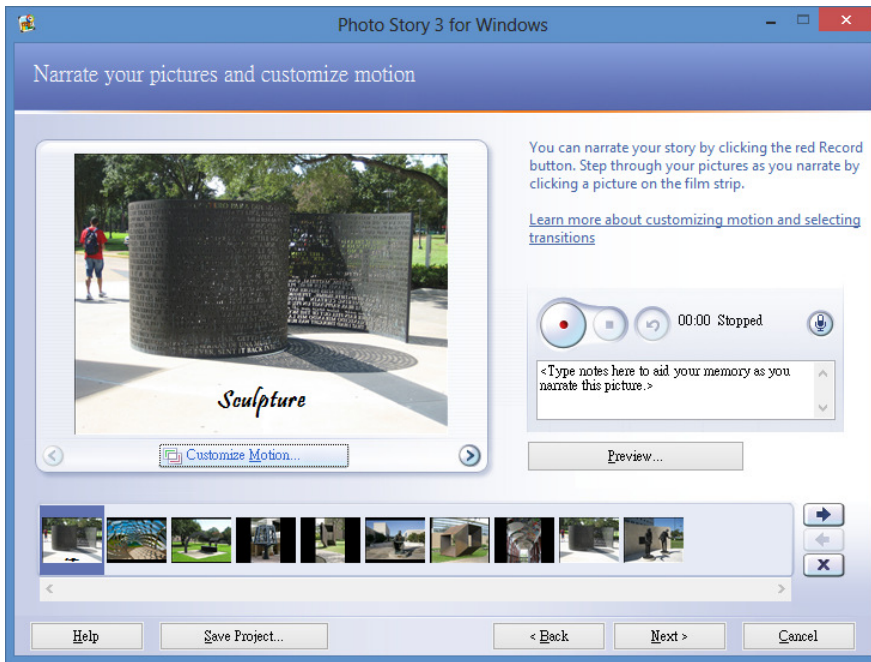 Photo Story 3 for Windows
Narrate your pictures and customize motion
You can narrate your story by clicking the red Record
button. Step through your pictures as you narrate by
clicking a picture on the film strip.
Learn more about customizing motion and selecting
transitions
00:00 Stopped
<Type notes here to aid your memory as you
narrate this picture.>
Sculpture
Customize Motion...
Preview...
Help
Save Project...
< Back
Next >
Cancel